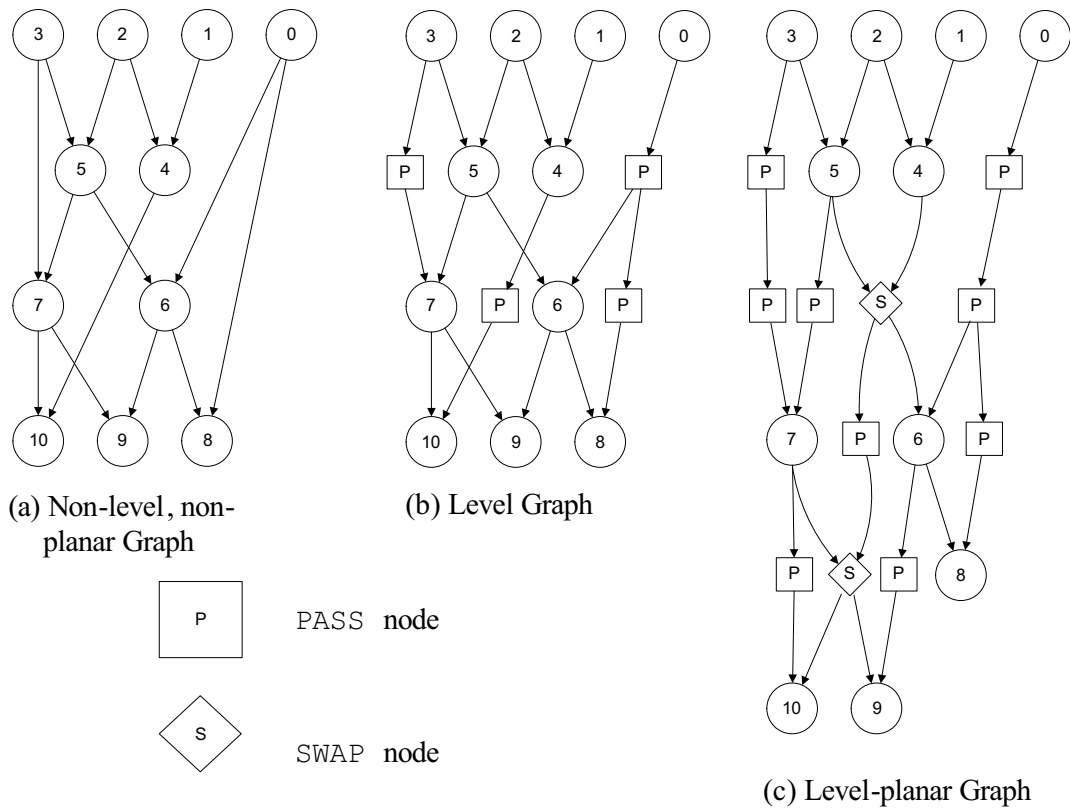 3 2 1 0
5 4
7 6
10 9 8
(a) Non-level, non-
planar Graph
3 2 1 0
P 5 4 P
7 P 6 P
10 9 8
(b) Level Graph
3 2 1 0
P 5 4 P
P P S P
7 P 6 P
P S P 8
10 9
(c) Level-planar Graph
P PASS node
S SWAP node